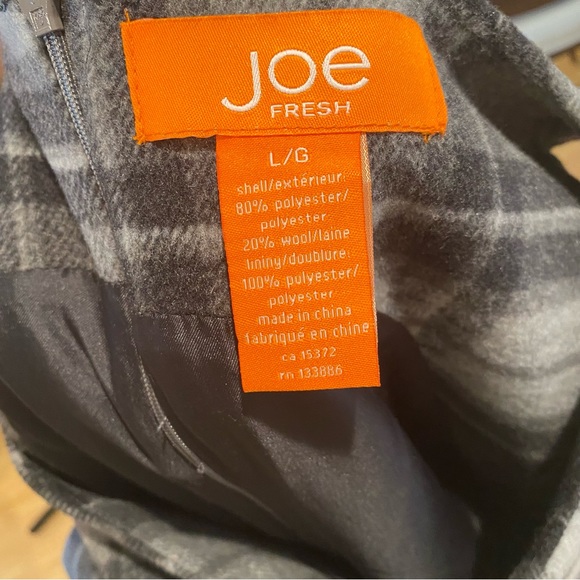 Joe
FRESH
L/G
shell/extérieur:
80% polyester/
polyester
20% wool/laine
lining/doublure:
100% polyester/
polyester
made in china
fabriqué en chine
ca 15372
rn 133886